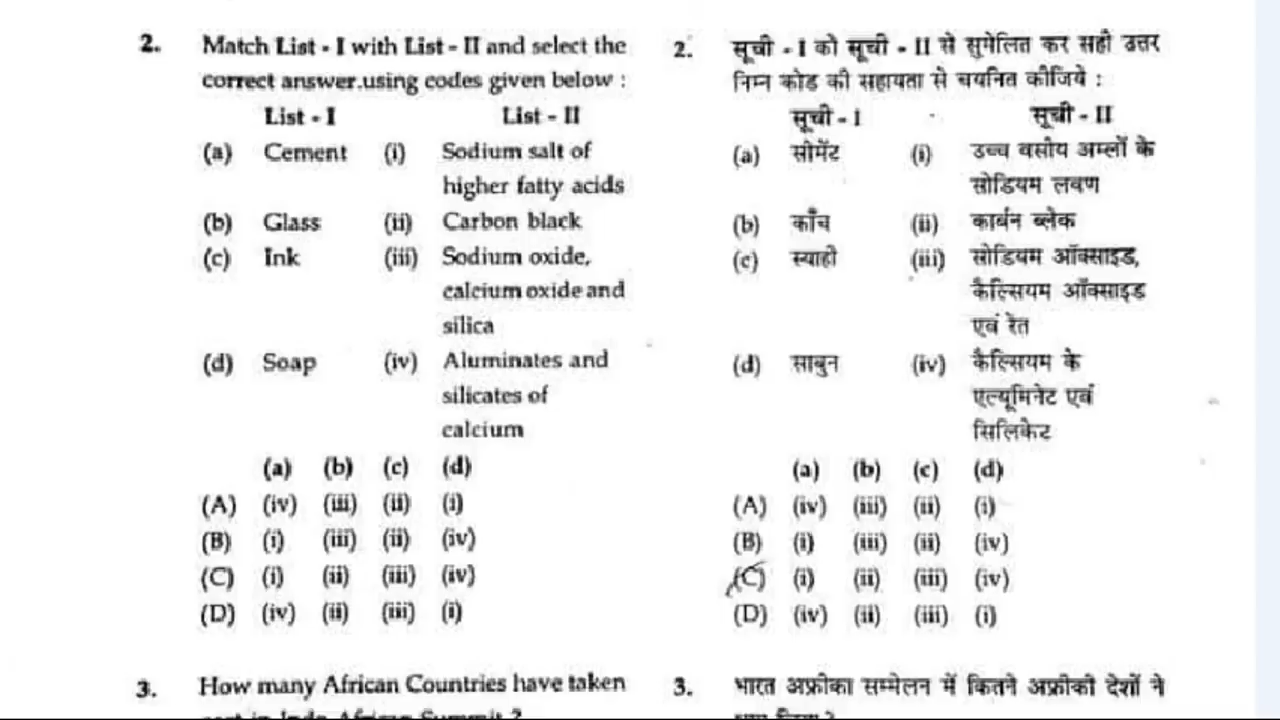 2. Match List - I with List - II and select the
correct answer.using codes given below :
List - I List - II
(a) Cement (i) Sodium salt of
higher fatty acids
(b) Glass (ii) Carbon black
(c) Ink (iii) Sodium oxide,
calcium oxide and
silica
(d) Soap (iv) Aluminates and
silicates of
calcium
(a) (b) (c) (d)
(A) (iv) (iii) (ii) (i)
(B) (i) (iii) (ii) (iv)
(C) (i) (ii) (iii) (iv)
(D) (iv) (ii) (iii) (i)
3. How many African Countries have taken
part in Indo African Summit ?
2. सूची - I को सूची - II से सुमेलित कर सही उत्तर
निम्न कोड की सहायता से चयनित कीजिये :
सूची - I सूची - II
(a) सीमेंट (i) उच्च वसीय अम्लों के
सोडियम लवण
(b) काँच (ii) कार्बन ब्लेक
(c) स्याही (iii) सोडियम ऑक्साइड,
कैल्सियम ऑक्साइड
एवं रेत
(d) साबुन (iv) कैल्सियम के
एल्यूमिनेट एवं
सिलिकेट
(a) (b) (c) (d)
(A) (iv) (iii) (ii) (i)
(B) (i) (iii) (ii) (iv)
(C) (i) (ii) (iii) (iv)
(D) (iv) (ii) (iii) (i)
3. भारत अफ्रीका सम्मेलन में कितने अफ्रीकी देशों ने